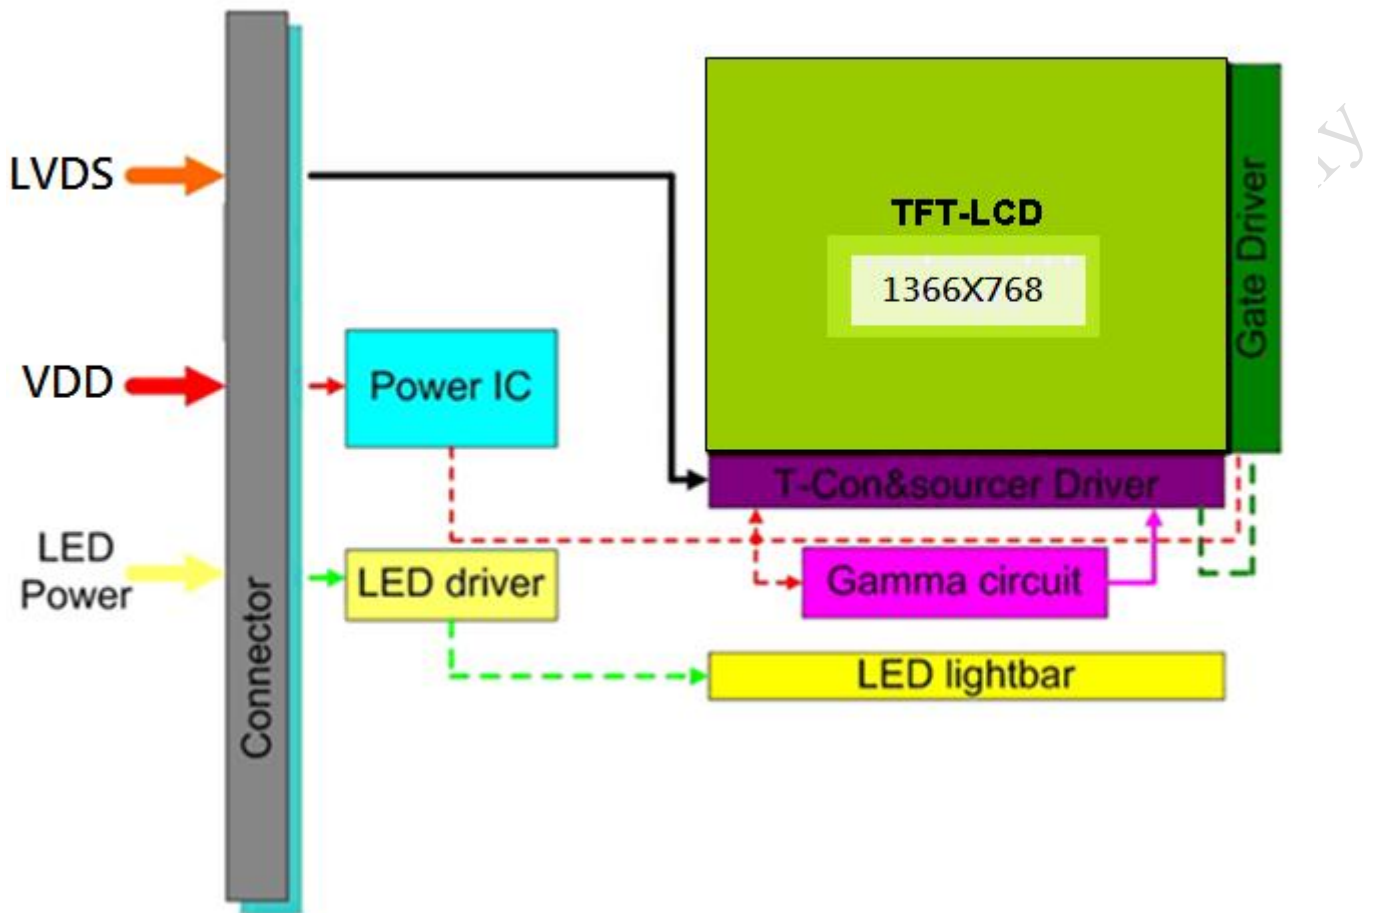 LVDS
VDD
LED
Power
Connector
Power IC
LED driver
TFT-LCD
1366X768
Gate Driver
T-Con&sourcer Driver
Gamma circuit
LED lightbar